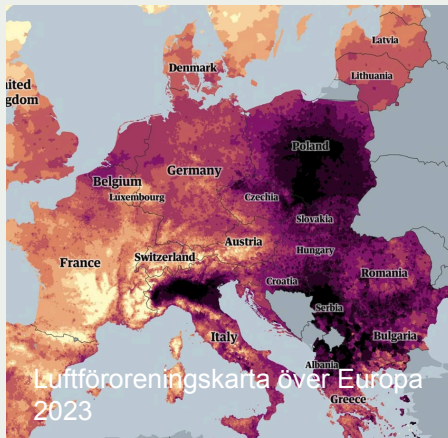 Latvia
Denmark
Lithuania
nited
gdom
Poland
Germany
Belgium
Luxembourg
Czechia
Slovakia
Austria
Hungary
France
Switzerland
Romania
Croatia
Serbia
Italy
Bulgaria
Albania
Luftföroreningskarta över Europa
2023
Greece